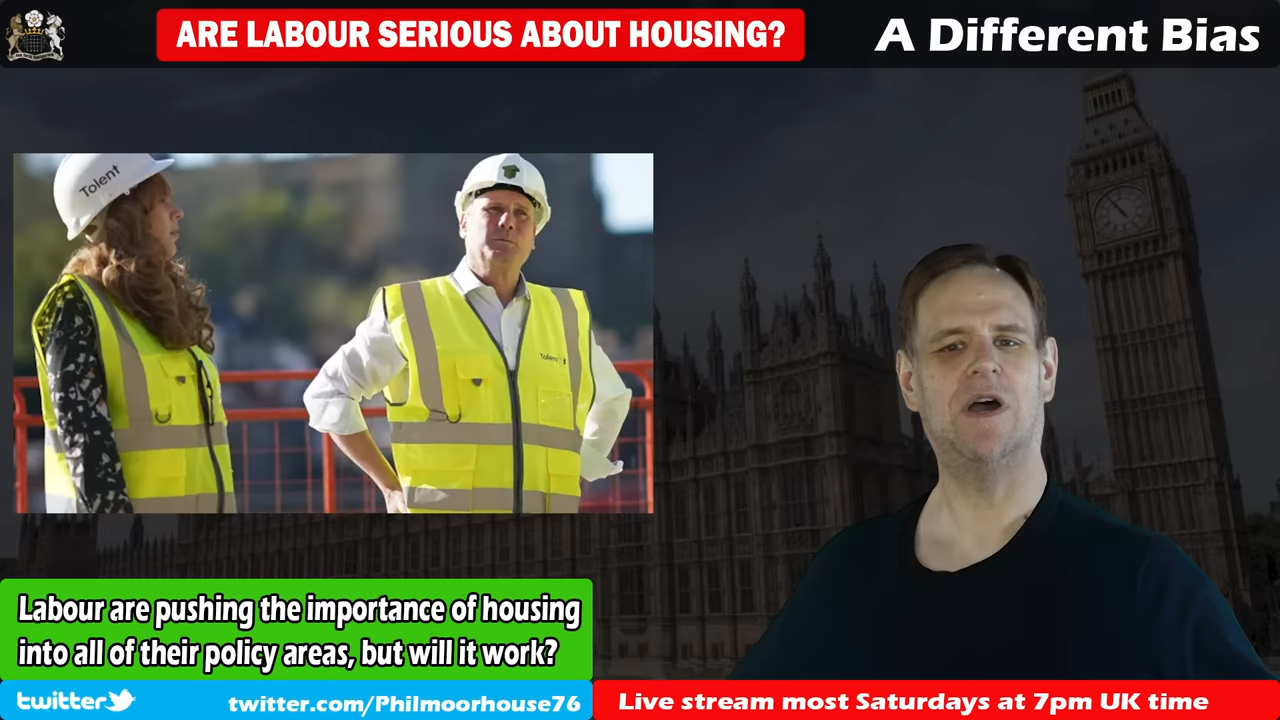 ARE LABOUR SERIOUS ABOUT HOUSING?
A Different Bias
Tolent
Tolent
Labour are pushing the importance of housing
into all of their policy areas, but will it work?
twitter
twitter.com/Philmoorhouse76
Live stream most Saturdays at 7pm UK time